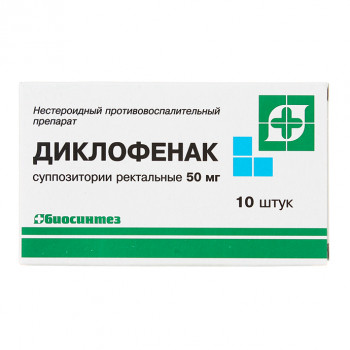 Нестероидный противовоспалительный
препарат
ДИКЛОФЕНАК
суппозитории ректальные 50 мг
10 штук
биосинтез